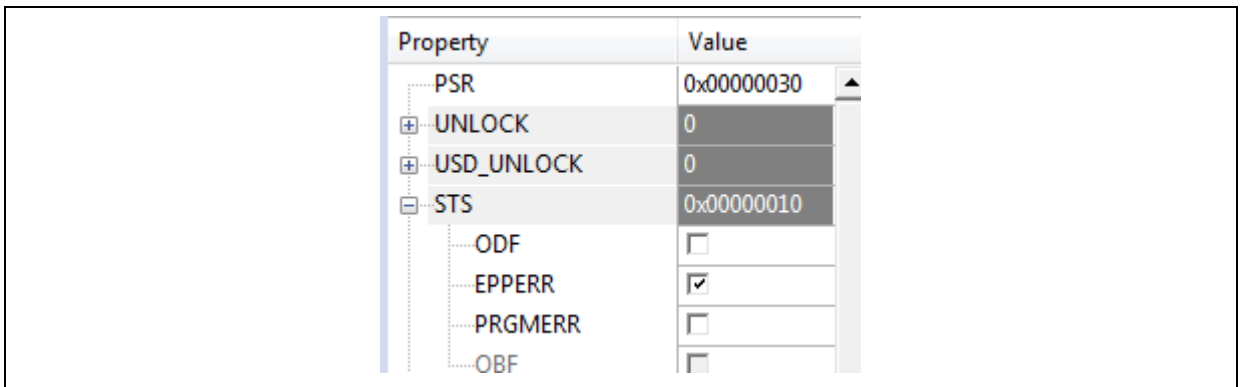 Property Value
PSR 0x00000030
UNLOCK 0
USD_UNLOCK 0
STS 0x00000010
ODF
EPPERR
PRGMERR
OBF